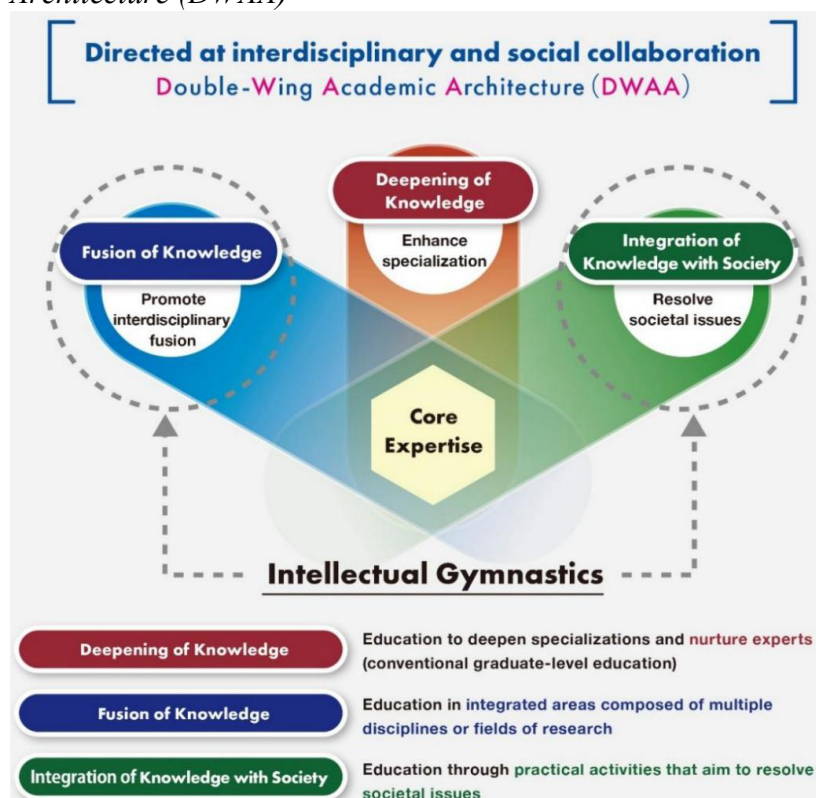 Architecture (DWAA)
Directed at interdisciplinary and social collaboration
Double-Wing Academic Architecture (DWAA)
Deepening of
Knowledge
Enhance
specialization
Fusion of Knowledge
Promote
interdisciplinary
fusion
Integration of
Knowledge with Society
Resolve
societal issues
Core
Expertise
Intellectual Gymnastics
Deepening of Knowledge
Education to deepen specializations and nurture experts
(conventional graduate-level education)
Fusion of Knowledge
Education in integrated areas composed of multiple
disciplines or fields of research
Integration of Knowledge with Society
Education through practical activities that aim to resolve
societal issues